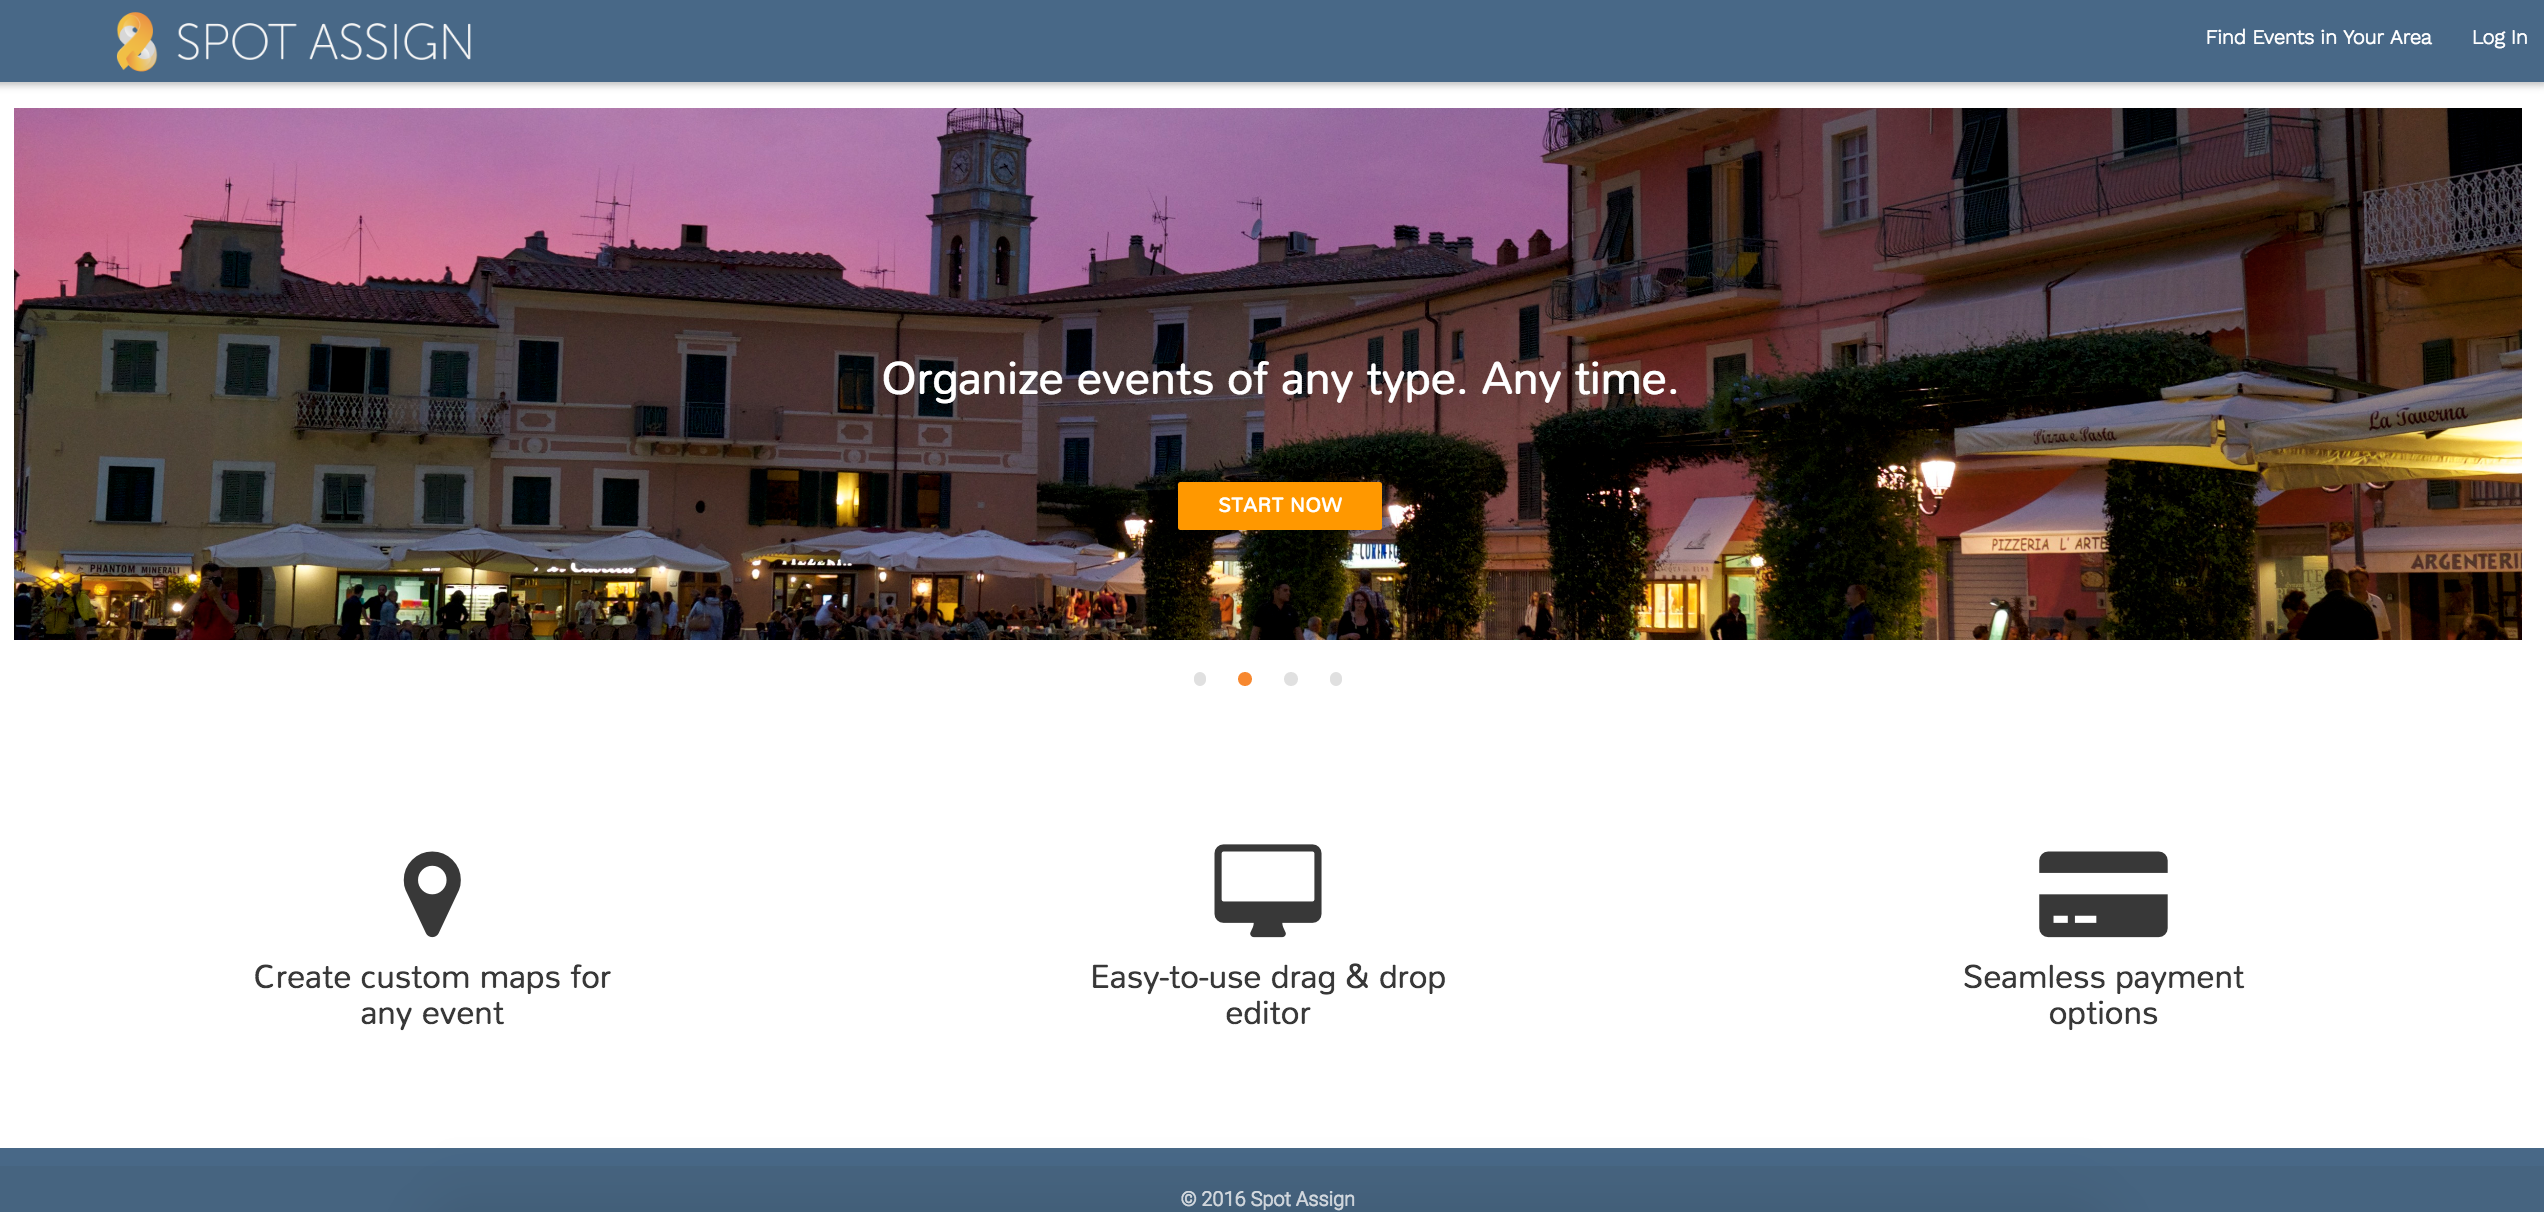 SPOT ASSIGN
Find Events in Your Area
Log In
Organize events of any type. Any time.
La Taverna
Pizza e Pasta
START NOW
PIZZERIA L' ARTE
ARGENTERI
PHANTOM MINERALI
Create custom maps for
any event
Easy-to-use drag & drop
editor
Seamless payment
options
© 2016 Spot Assign